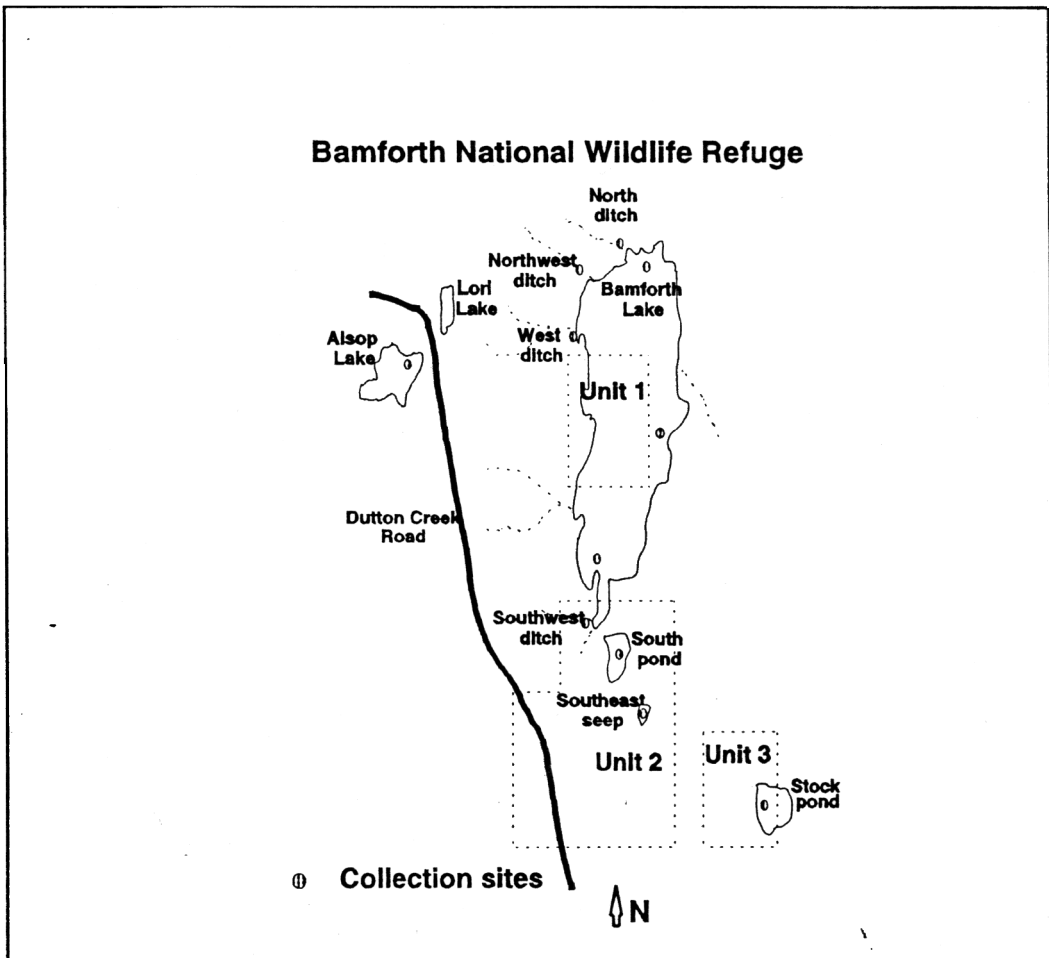 Bamforth National Wildlife Refuge
North
ditch
Northwest
ditch
Bamforth
Lake
Lori
Lake
West
ditch
Alsop
Lake
Unit 1
Dutton Creek
Road
Southwest
ditch
South
pond
Southeast
seep
Unit 2
Unit 3
Stock
pond
Collection sites
N